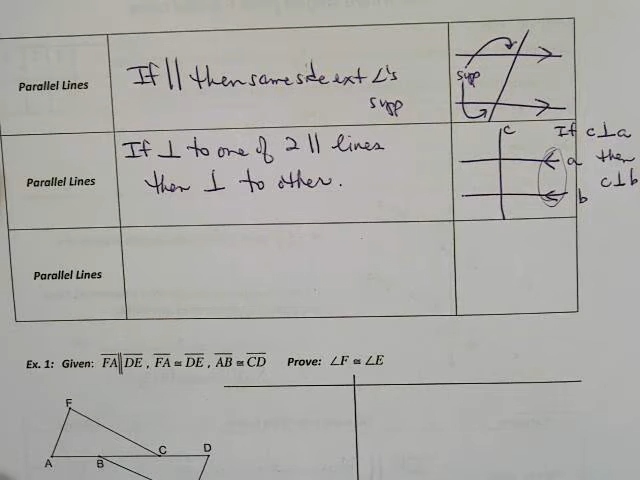 Parallel Lines
If || then same side ext ∠'s
supp
supp
Parallel Lines
If ⊥ to one of 2 || lines
then ⊥ to other.
c
a
b
If c⊥a
then
c⊥b
Parallel Lines
Ex. 1: Given: FA || DE , FA ≅ DE , AB ≅ CD Prove: ∠F ≅ ∠E
F
C
D
A
B